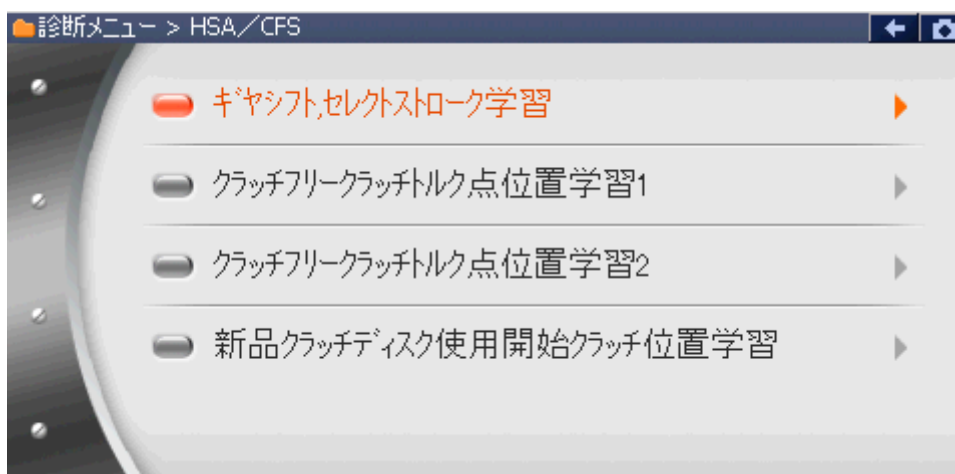 診断メニュー > HSA/CFS
ギヤシフト,セレクトストローク学習
クラッチフリークラッチトルク点位置学習1
クラッチフリークラッチトルク点位置学習2
新品クラッチディスク使用開始クラッチ位置学習